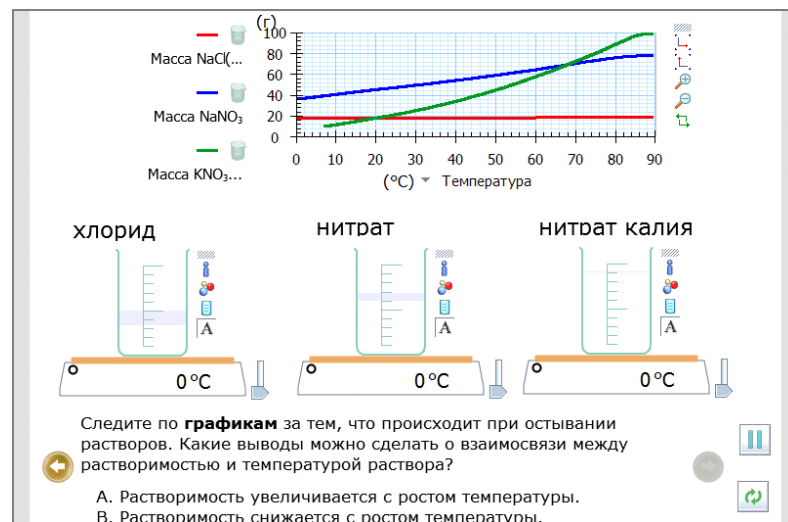 (г)
100
Масса NaCl(...
80
60
Масса NaNO₃
40
20
0
Масса KNO₃...
0 10 20 30 40 50 60 70 80 90
(°C) Температура
хлорид нитрат нитрат калия
A A A
0 °C 0 °C 0 °C
Следите по графикам за тем, что происходит при остывании
растворов. Какие выводы можно сделать о взаимосвязи между
растворимостью и температурой раствора?
А. Растворимость увеличивается с ростом температуры.
В. Растворимость снижается с ростом температуры.